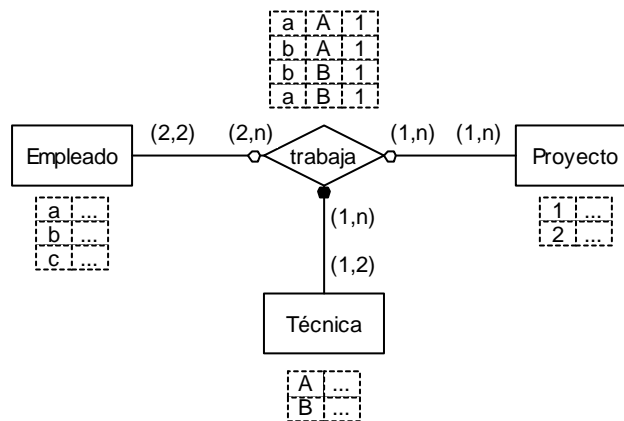 a A 1
b A 1
b B 1
a B 1
(2,2) (2,n) (1,n) (1,n)
Empleado trabaja Proyecto
a ...
b ...
c ...
1 ...
2 ...
(1,n)
(1,2)
Técnica
A ...
B ...